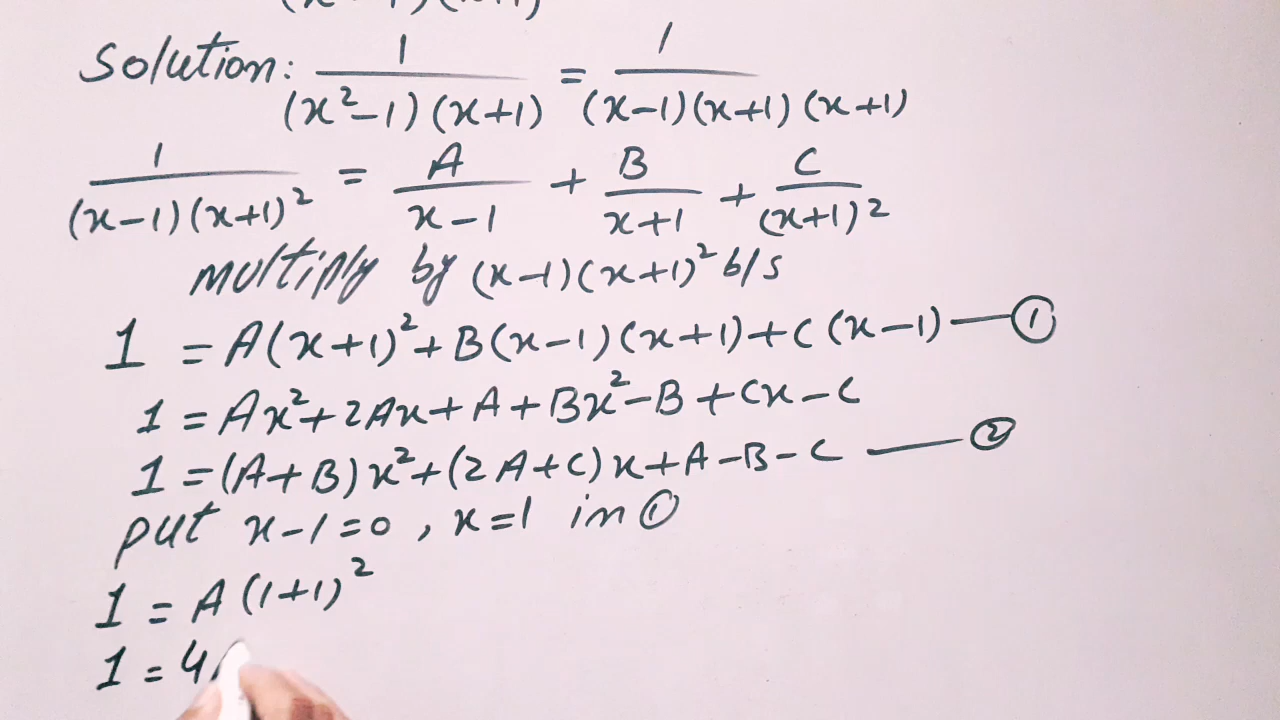 Solution: 1/((x²-1)(x+1)) = 1/((x-1)(x+1)(x+1))
1/((x-1)(x+1)²) = A/(x-1) + B/(x+1) + C/(x+1)²
multiply by (x-1)(x+1)² b/s
1 = A(x+1)² + B(x-1)(x+1) + C(x-1) — ①
1 = Ax² + 2Ax + A + Bx² - B + Cx - C
1 = (A+B)x² + (2A+C)x + A - B - C — ②
put x-1=0, x=1 in ①
1 = A(1+1)²
1 = 4